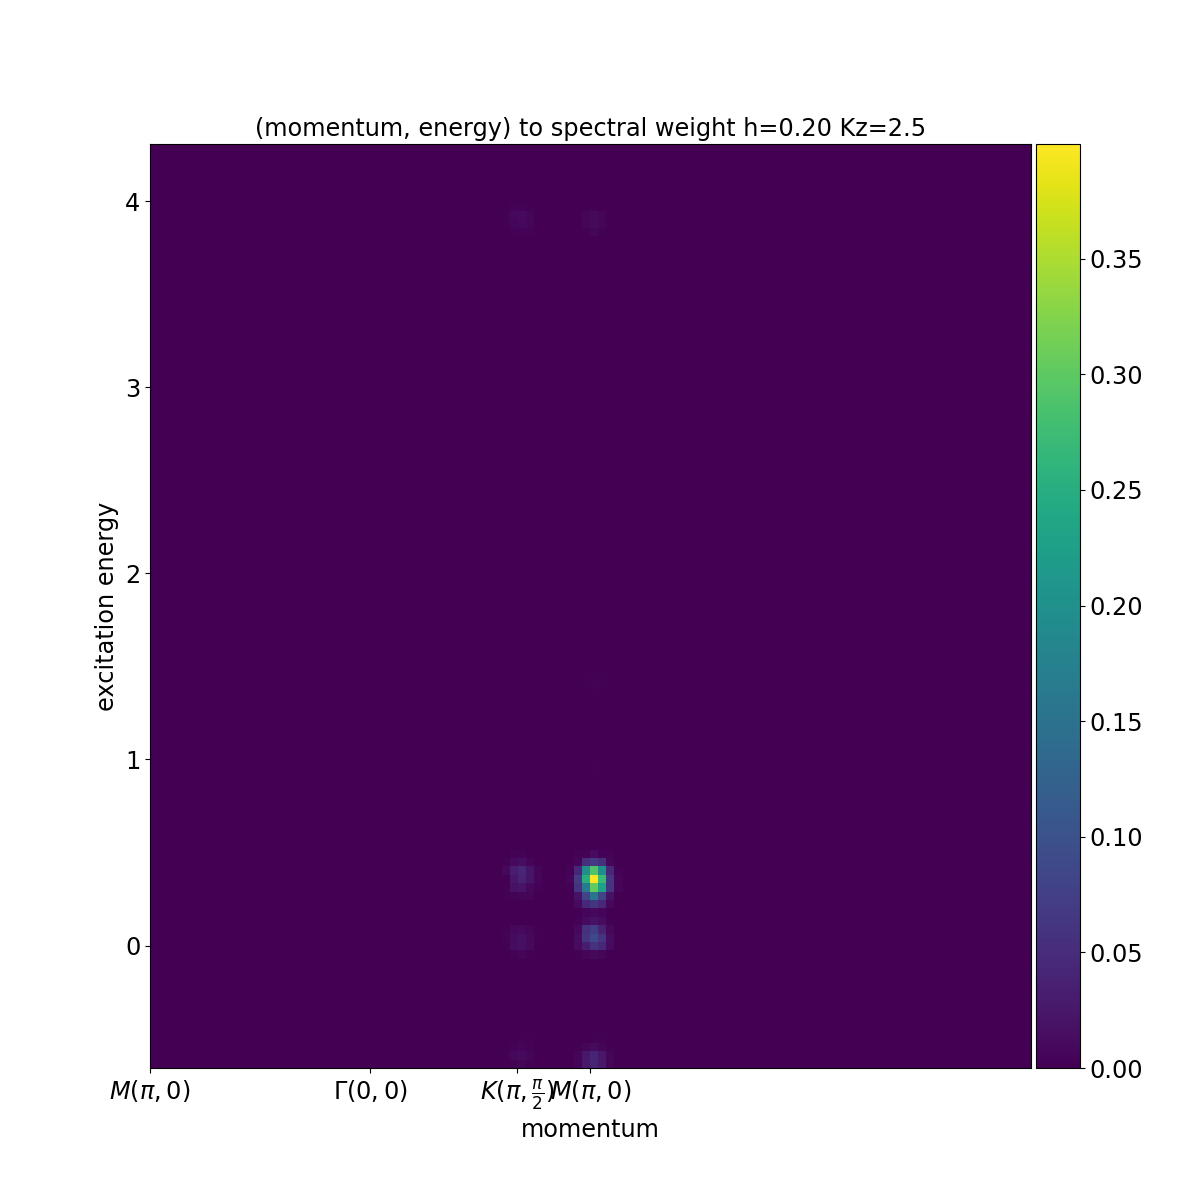 (momentum, energy) to spectral weight h=0.20 Kz=2.5
4
3
2
1
0
excitation energy
0.35
0.30
0.25
0.20
0.15
0.10
0.05
0.00
M(π, 0)
Γ(0, 0)
K(π, π/2)
M(π, 0)
momentum